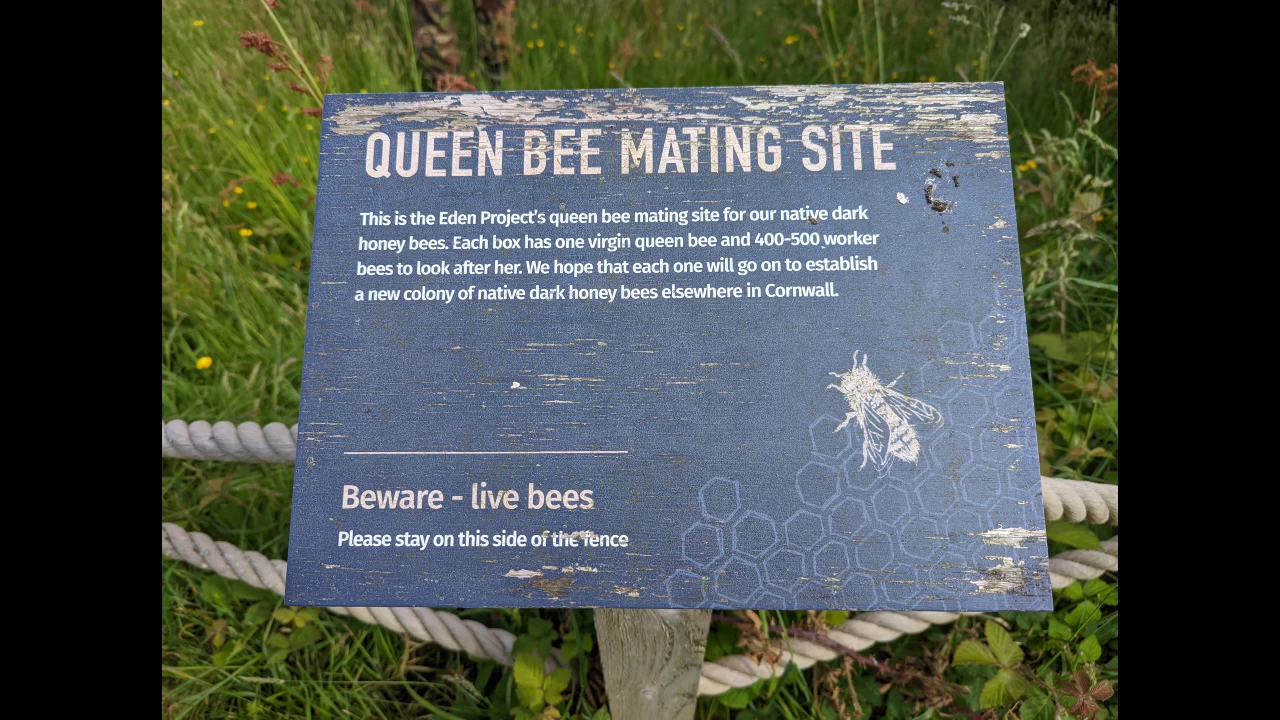 QUEEN BEE MATING SITE
This is the Eden Project's queen bee mating site for our native dark
honey bees. Each box has one virgin queen bee and 400-500 worker
bees to look after her. We hope that each one will go on to establish
a new colony of native dark honey bees elsewhere in Cornwall.
Beware - live bees
Please stay on this side of the fence